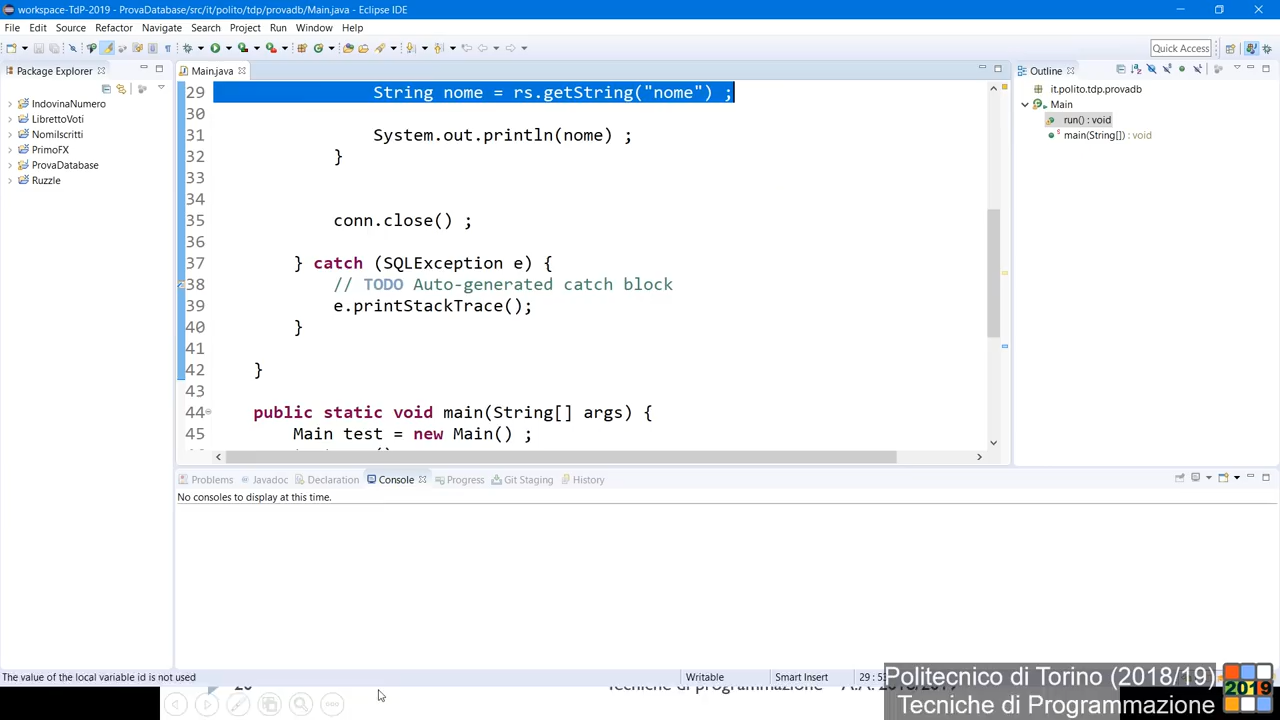 workspace-TdP-2019 - ProvaDatabase/src/it/polito/tdp/provadb/Main.java - Eclipse IDE
File Edit Source Refactor Navigate Search Project Run Window Help
Quick Access
Package Explorer
IndovinaNumero
LibrettoVoti
NomiIscritti
PrimoFX
ProvaDatabase
Ruzzle
Main.java
29 String nome = rs.getString("nome") ;
30
31 System.out.println(nome) ;
32 }
33
34
35 conn.close() ;
36
37 } catch (SQLException e) {
38 // TODO Auto-generated catch block
39 e.printStackTrace();
40 }
41
42 }
43
44 public static void main(String[] args) {
45 Main test = new Main() ;
Outline
it.polito.tdp.provadb
Main
run() : void
main(String[]) : void
Problems Javadoc Declaration Console Progress Git Staging History
No consoles to display at this time.
The value of the local variable id is not used
Writable Smart Insert
Politecnico di Torino (2018/19)
Tecniche di Programmazione
2019